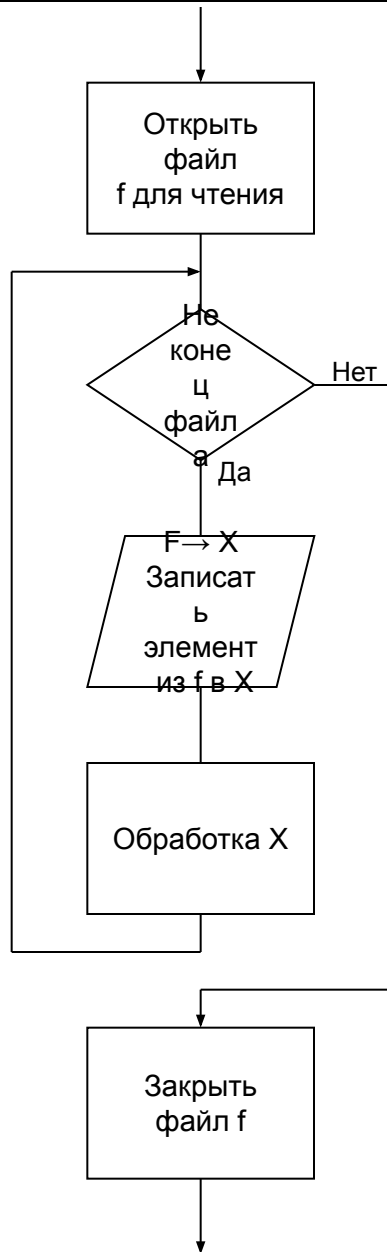 Открыть
файл
f для чтения
Не
коне
ц
файл
а
Нет
Да
F→ X
Записат
ь
элемент
из f в X
Обработка X
Закрыть
файл f